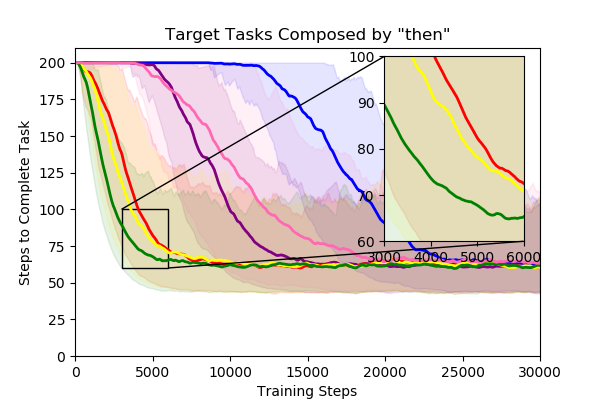 Target Tasks Composed by "then"
Steps to Complete Task
200
175
150
125
100
75
50
25
0
100
90
80
70
60
3000 4000 5000 6000
0 5000 10000 15000 20000 25000 30000
Training Steps